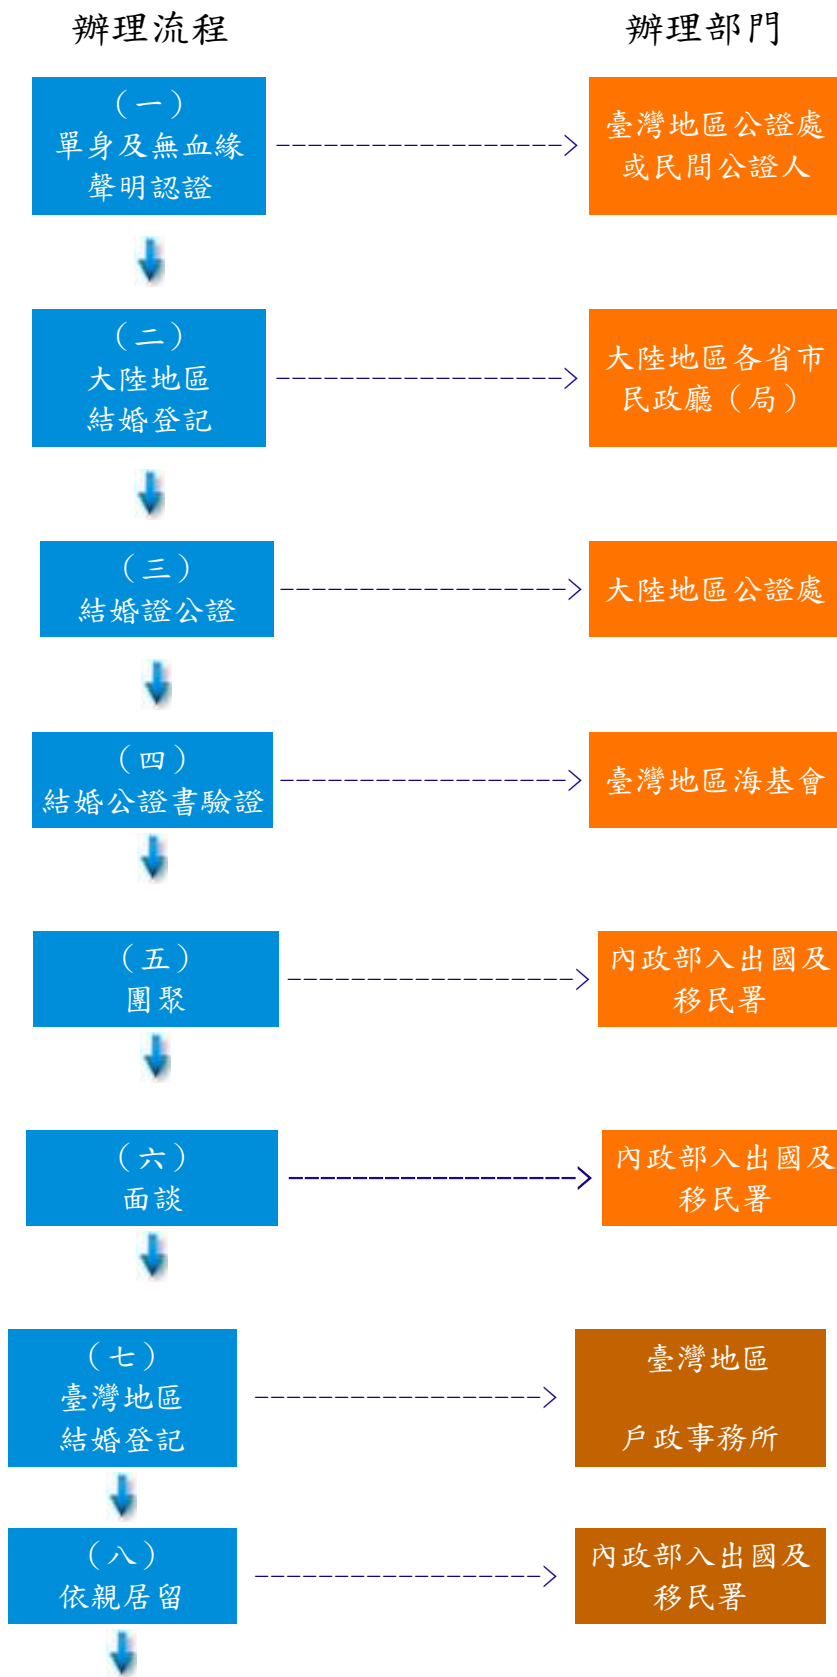 辦理流程
辦理部門
（一）
單身及無血緣
聲明認證
臺灣地區公證處
或民間公證人
（二）
大陸地區
結婚登記
大陸地區各省市
民政廳（局）
（三）
結婚證公證
大陸地區公證處
（四）
結婚公證書驗證
臺灣地區海基會
（五）
團聚
內政部入出國及
移民署
（六）
面談
內政部入出國及
移民署
（七）
臺灣地區
結婚登記
臺灣地區
戶政事務所
（八）
依親居留
內政部入出國及
移民署